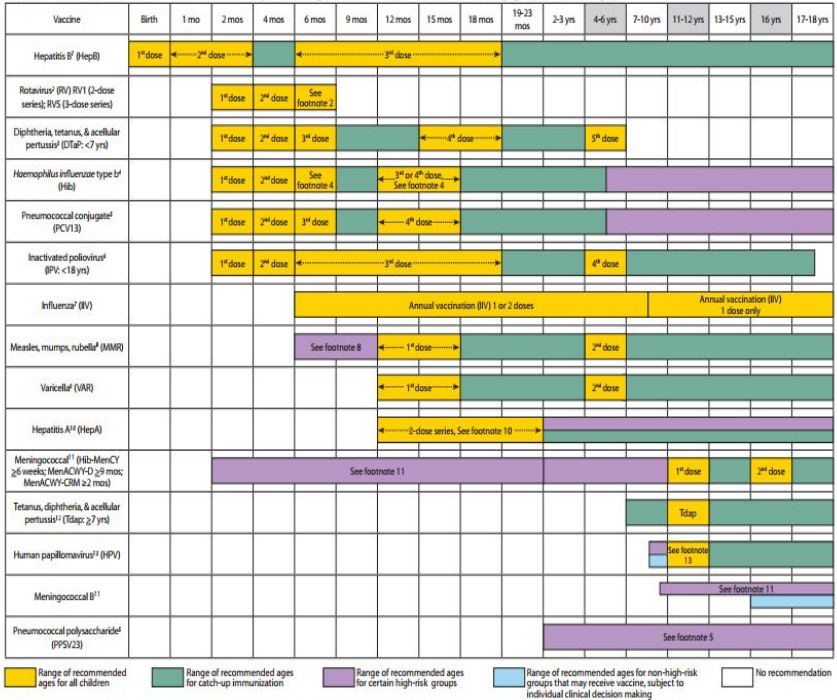 Vaccine Birth 1 mo 2 mos 4 mos 6 mos 9 mos 12 mos 15 mos 18 mos 19-23 mos 2-3 yrs 4-6 yrs 7-10 yrs 11-12 yrs 13-15 yrs 16 yrs 17-18 yrs
Hepatitis B¹ (HepB) 1st dose 2nd dose 3rd dose
Rotavirus² (RV) RV1 (2-dose
series); RV5 (3-dose series)
1st dose 2nd dose See
footnote 2
Diphtheria, tetanus, & acellular
pertussis³ (DTaP: <7 yrs)
1st dose 2nd dose 3rd dose 4th dose 5th dose
Haemophilus influenzae type b⁴
(Hib)
1st dose 2nd dose See
footnote 4
3rd or 4th dose,
See footnote 4
Pneumococcal conjugate⁵
(PCV13)
1st dose 2nd dose 3rd dose 4th dose
Inactivated poliovirus⁶
(IPV: <18 yrs)
1st dose 2nd dose 3rd dose 4th dose
Influenza⁷ (IIV) Annual vaccination (IIV) 1 or 2 doses
Annual vaccination (IIV)
1 dose only
Measles, mumps, rubella⁸ (MMR) See footnote 8 1st dose 2nd dose
Varicella⁹ (VAR) 1st dose 2nd dose
Hepatitis A¹⁰ (HepA) 2-dose series, See footnote 10
Meningococcal¹¹ (Hib-MenCY
≥6 weeks; MenACWY-D ≥9 mos;
MenACWY-CRM ≥2 mos)
See footnote 11 1st dose 2nd dose
Tetanus, diphtheria, & acellular
pertussis¹² (Tdap: ≥7 yrs)
Tdap
Human papillomavirus¹³ (HPV) See footnote
13
Meningococcal B¹¹ See footnote 11
Pneumococcal polysaccharide⁵
(PPSV23)
See footnote 5
Range of recommended
ages for all children
Range of recommended ages
for catch-up immunization
Range of recommended ages
for certain high-risk groups
Range of recommended ages for non-high-risk
groups that may receive vaccine, subject to
individual clinical decision making
No recommendation